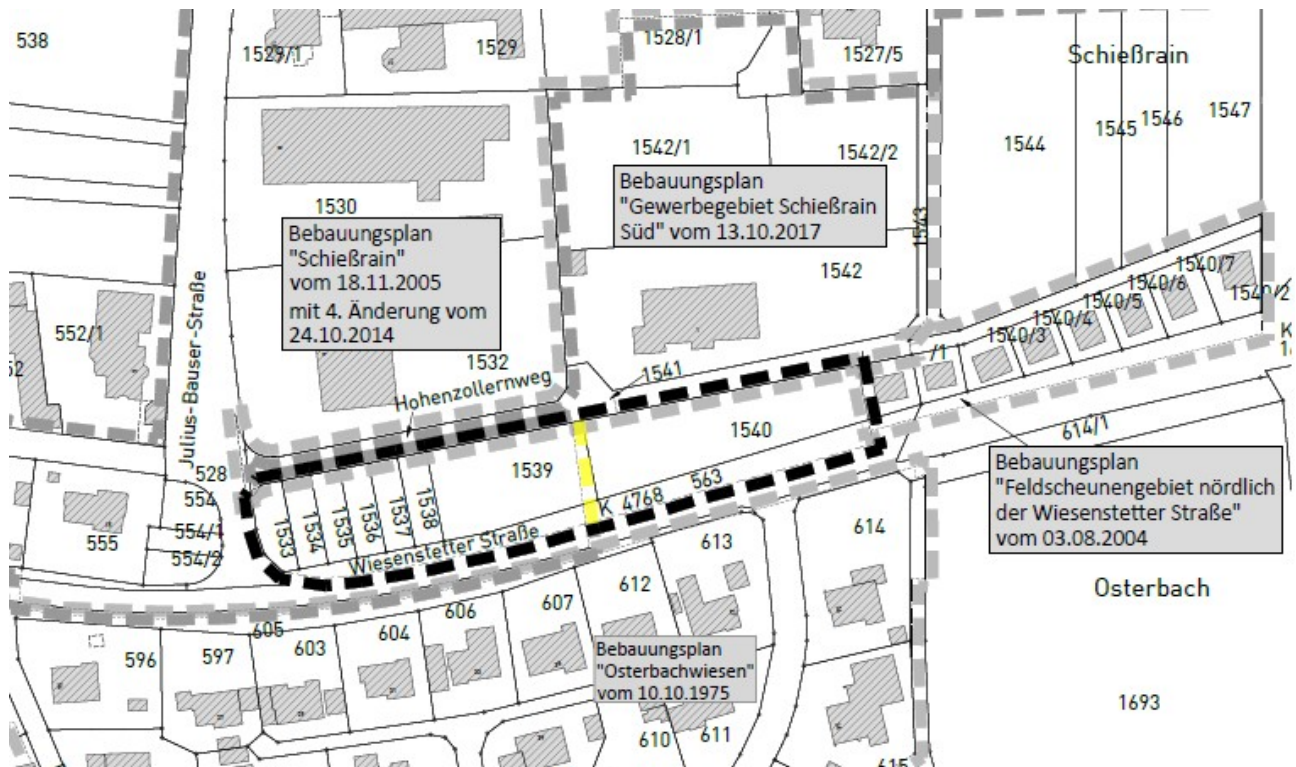 538
1529/1
1529
1528/1
1527/5
Schießrain
1544
1545
1546
1547
1542/1
1542/2
1543
Bebauungsplan
"Gewerbegebiet Schießrain
Süd" vom 13.10.2017
1530
Bebauungsplan
"Schießrain"
vom 18.11.2005
mit 4. Änderung vom
24.10.2014
1542
1540/7
1540/6
1540/5
1540/4
1540/3
1540/2
/1
Julius-Bauser-Straße
552/1
52
1532
Hohenzollernweg
1541
1540
1539
K
614/1
528
554
554/1
554/2
555
1533
1534
1535
1536
1537
1538
Wiesenstetter Straße
K 4768
563
Bebauungsplan
"Feldscheunengebiet nördlich
der Wiesenstetter Straße"
vom 03.08.2004
614
613
612
607
606
605
604
603
597
596
Osterbach
Bebauungsplan
"Osterbachwiesen"
vom 10.10.1975
1693
610
611
615